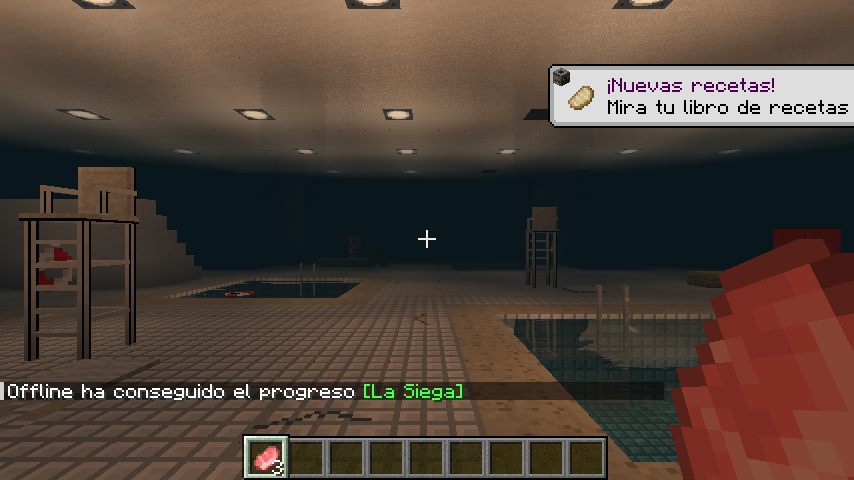 ¡Nuevas recetas!
Mira tu libro de recetas
Offline ha conseguido el progreso [La Siega]
3